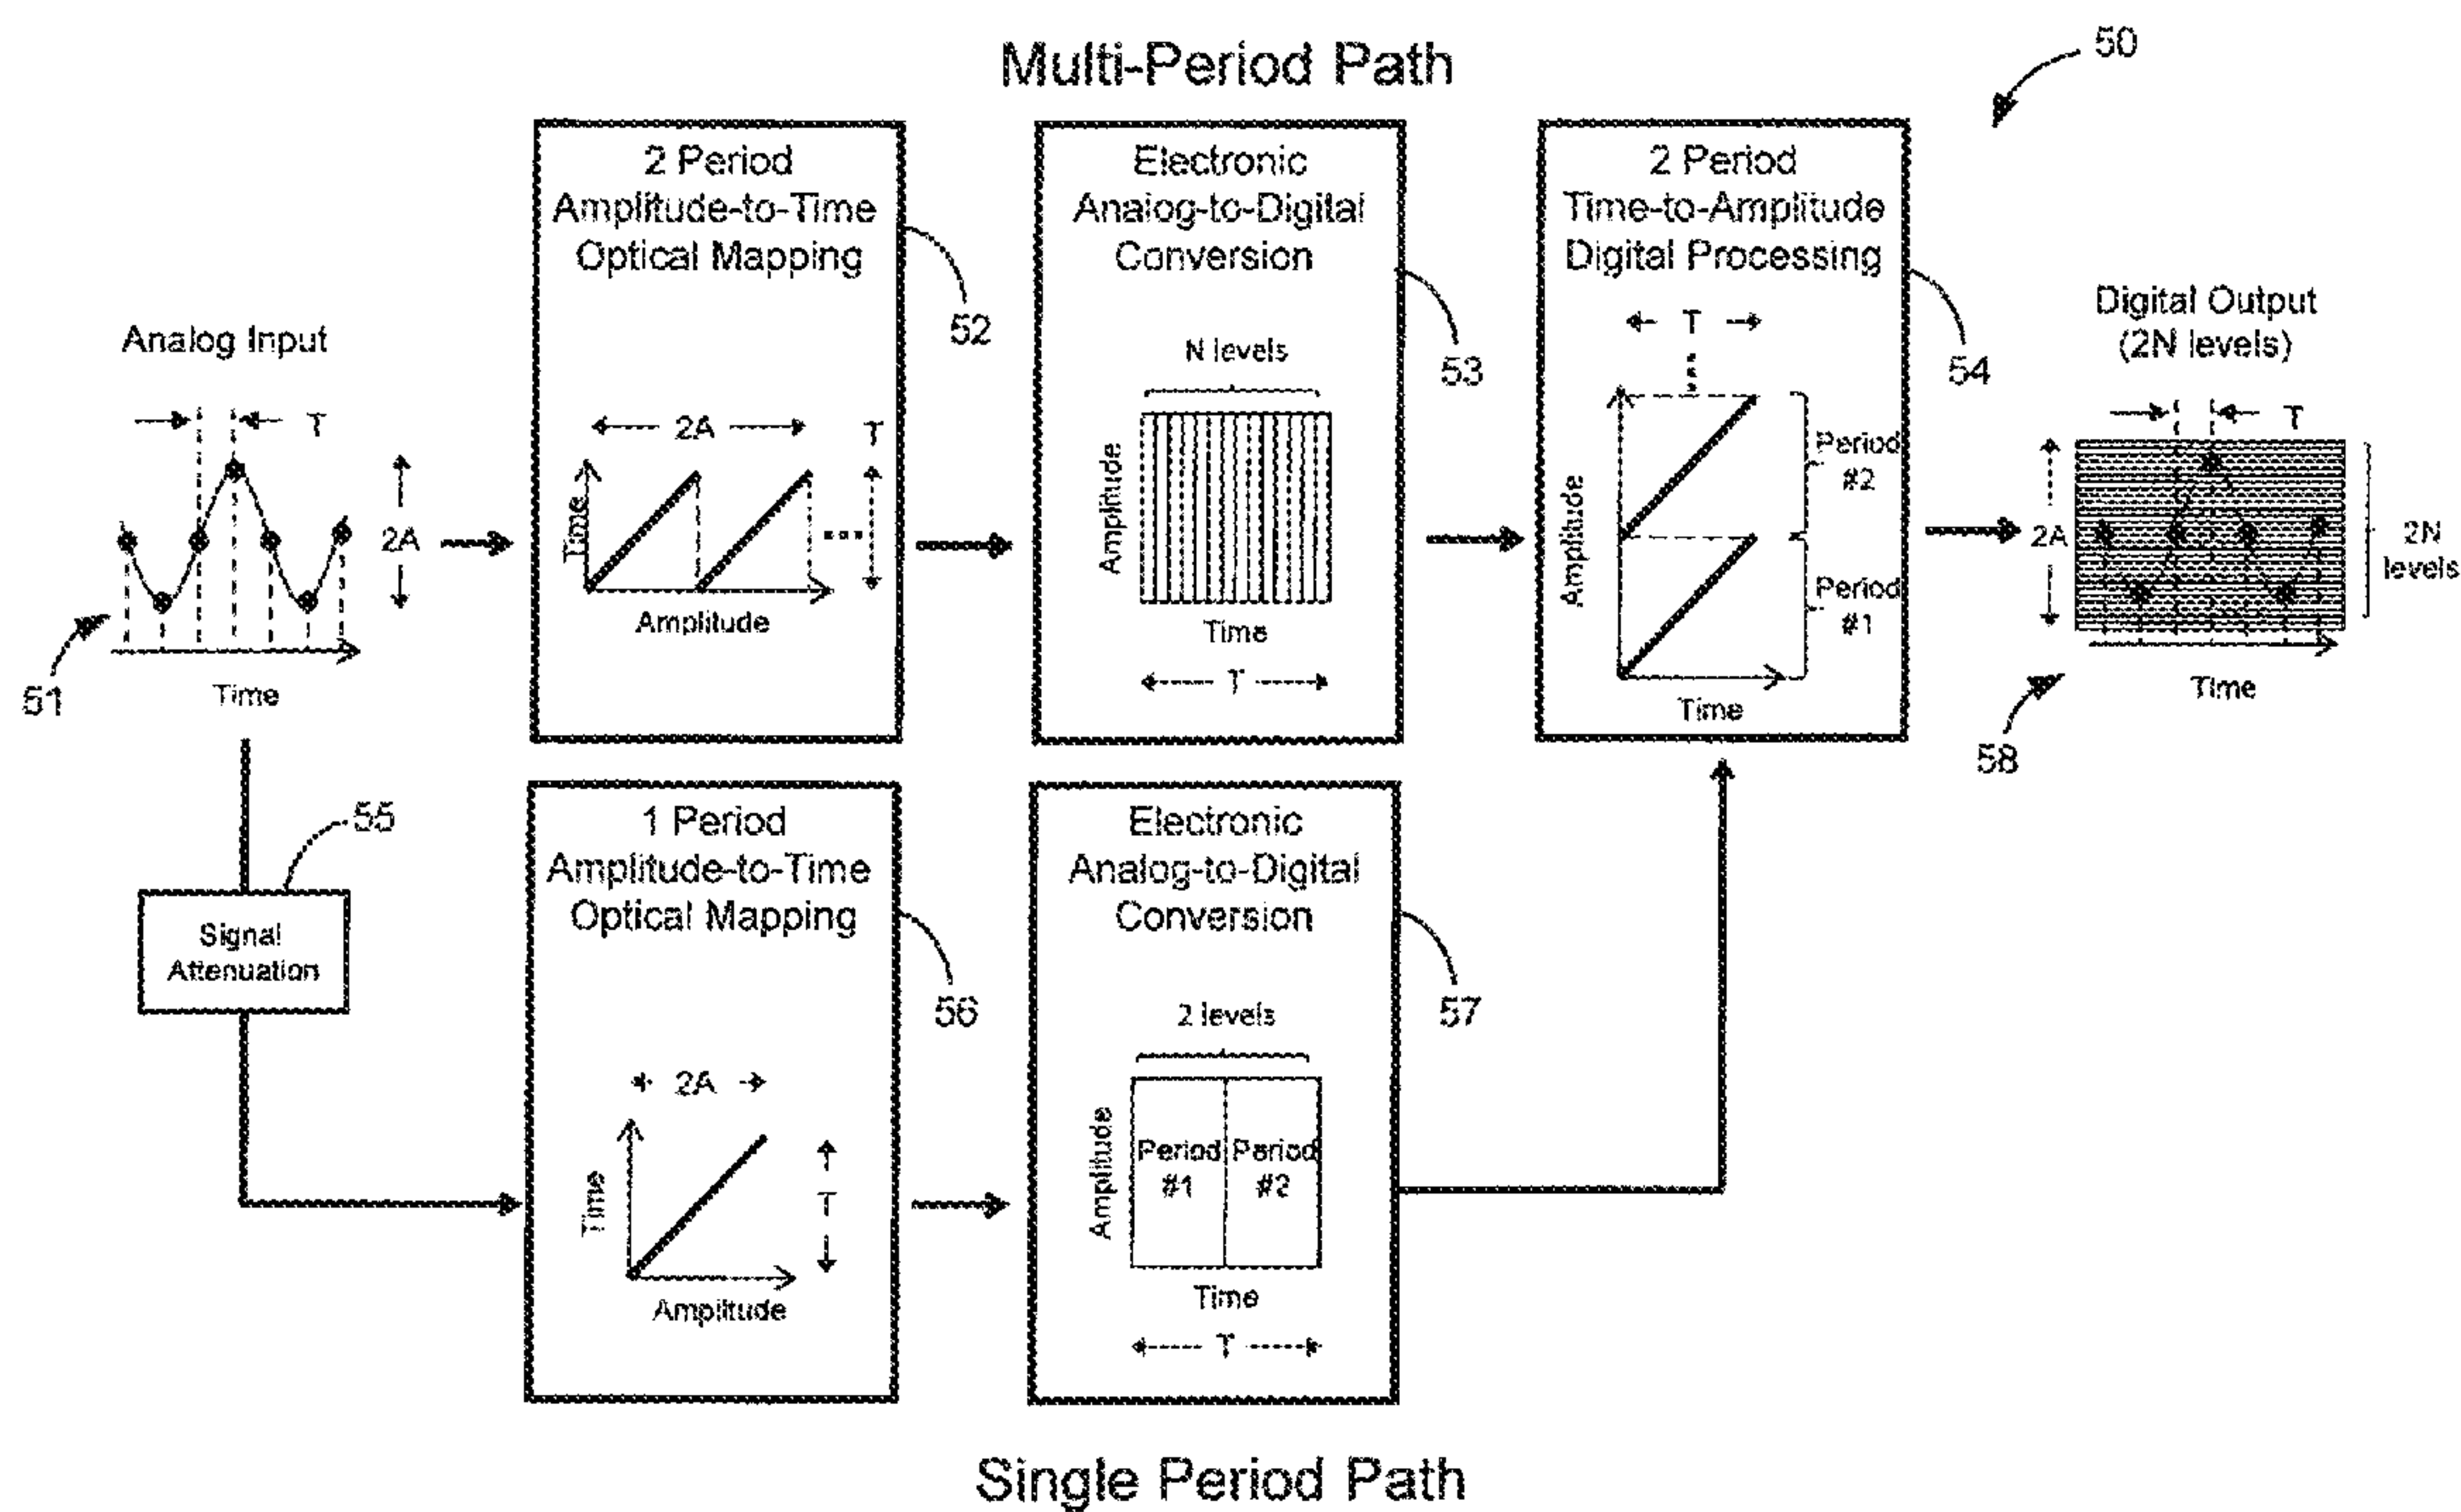 Multi-Period Path
50
2 Period
Amplitude-to-Time
Optical Mapping
52
2A
T
Time
...
Amplitude
Electronic
Analog-to-Digital
Conversion
53
N levels
Amplitude
Time
T
2 Period
Time-to-Amplitude
Digital Processing
54
T
Period
#2
Amplitude
Period
#1
Time
Analog Input
T
2A
51
Time
Digital Output
(2N levels)
T
2A
2N
levels
58
Time
55
Signal
Attenuation
1 Period
Amplitude-to-Time
Optical Mapping
56
2A
Time
T
Amplitude
Electronic
Analog-to-Digital
Conversion
57
2 levels
Amplitude
Period
#1
Period
#2
Time
T
Single Period Path